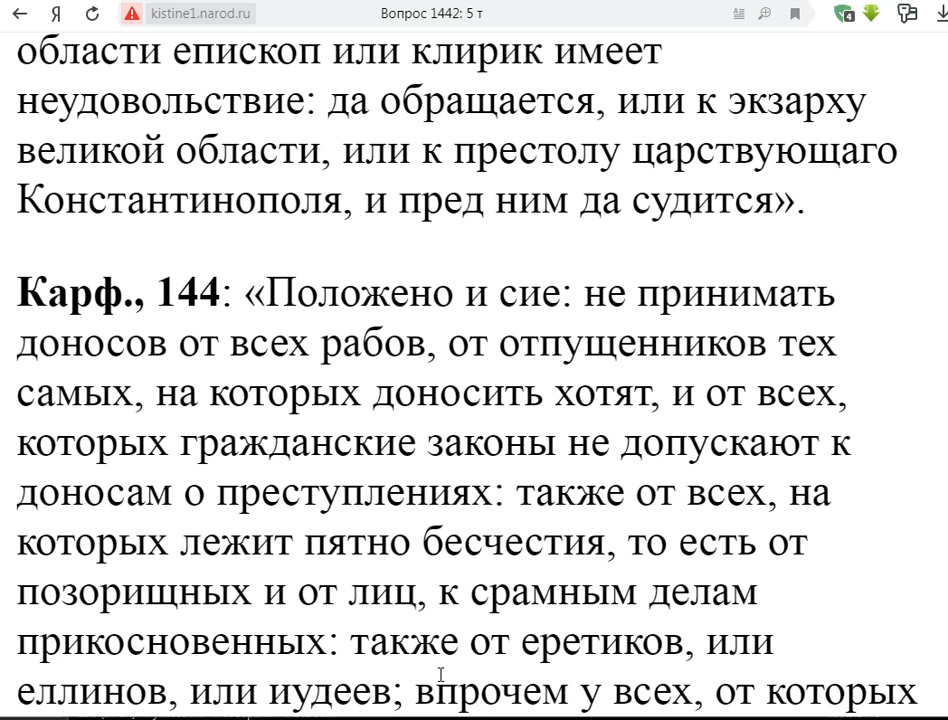 Я kistine1.narod.ru Вопрос 1442: 5 т 4
области епископ или клирик имеет
неудовольствие: да обращается, или к экзарху
великой области, или к престолу царствующаго
Константинополя, и пред ним да судится».
Карф., 144: «Положено и сие: не принимать
доносов от всех рабов, от отпущенников тех
самых, на которых доносить хотят, и от всех,
которых гражданские законы не допускают к
доносам о преступлениях: также от всех, на
которых лежит пятно бесчестия, то есть от
позорищных и от лиц, к срамным делам
прикосновенных: также от еретиков, или
еллинов, или иудеев; впрочем у всех, от которых